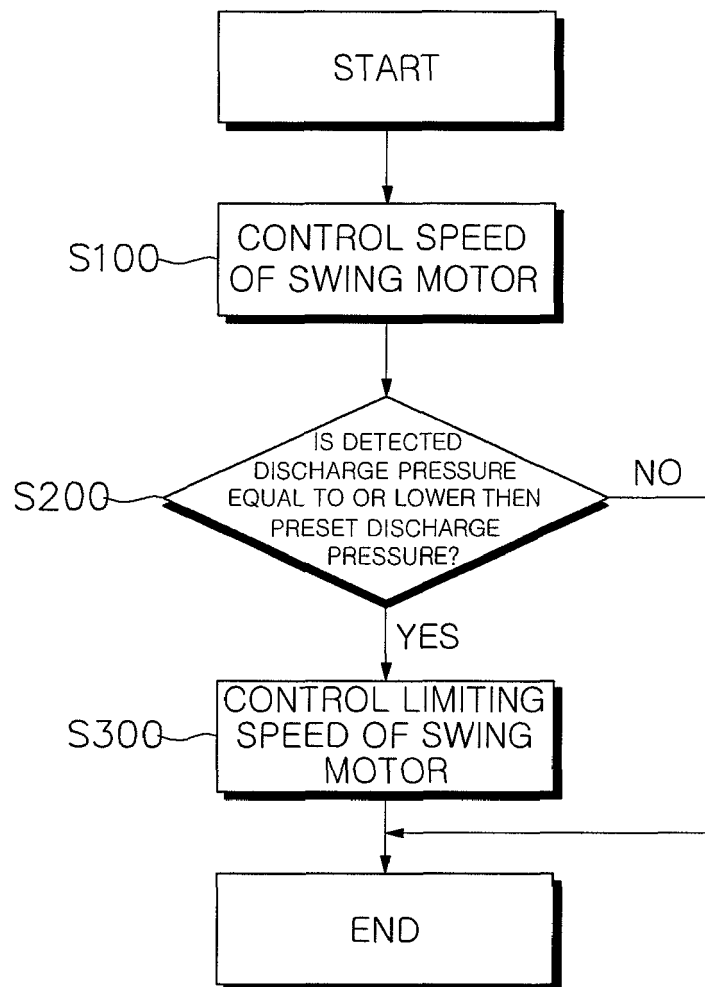 START
S100
CONTROL SPEED
OF SWING MOTOR
S200
IS DETECTED
DISCHARGE PRESSURE
EQUAL TO OR LOWER THEN
PRESET DISCHARGE
PRESSURE?
NO
YES
S300
CONTROL LIMITING
SPEED OF SWING
MOTOR
END